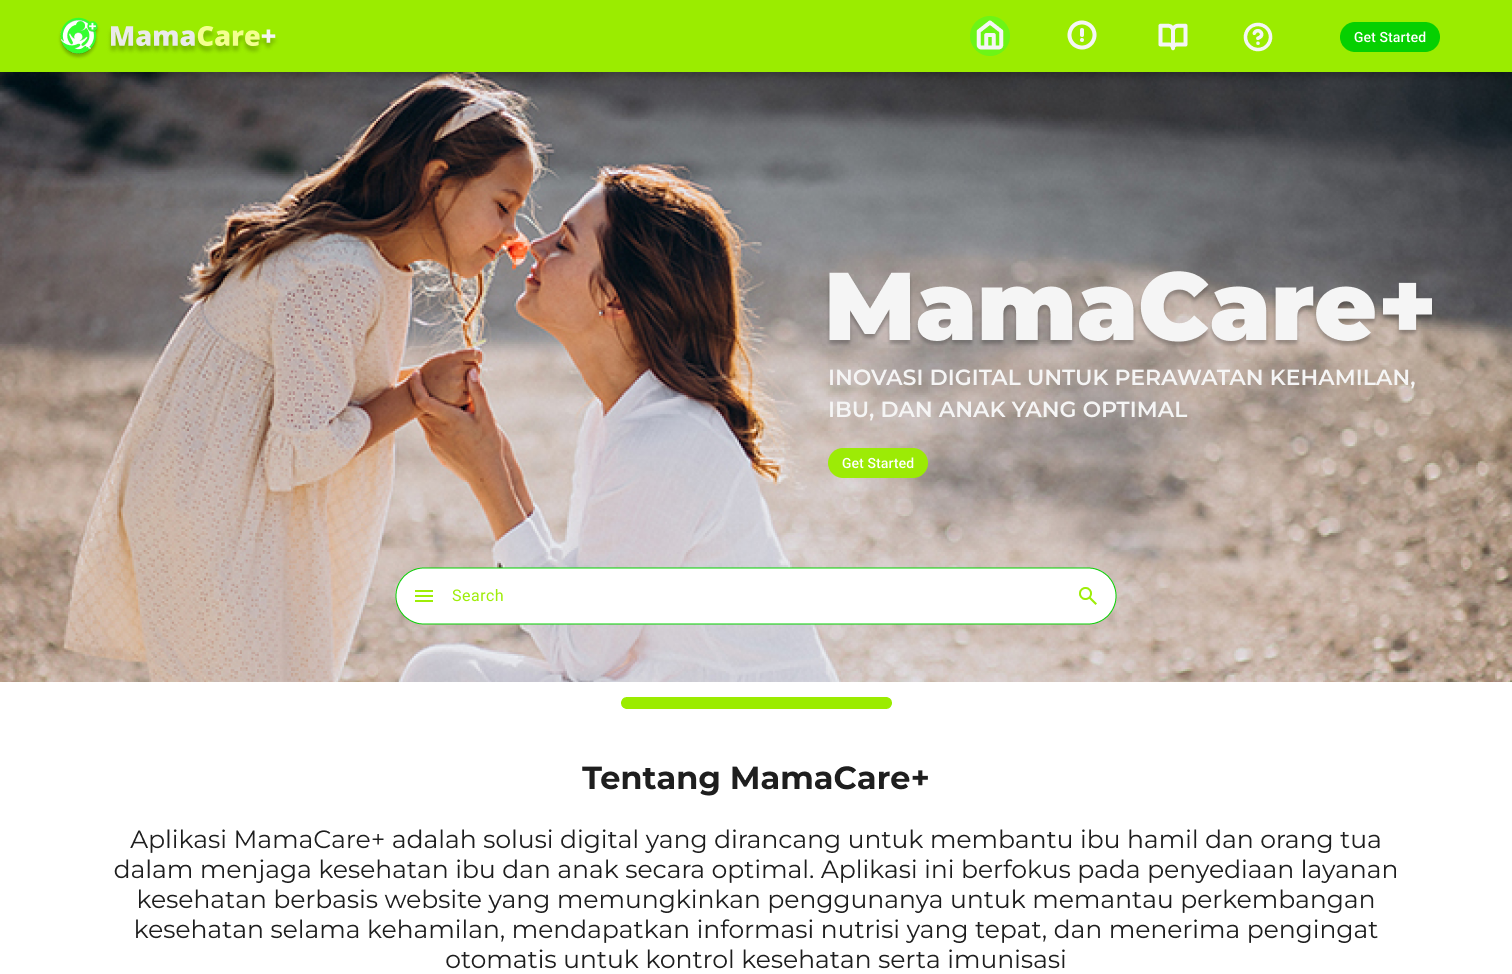 MamaCare+
Get Started
MamaCare+
INOVASI DIGITAL UNTUK PERAWATAN KEHAMILAN,
IBU, DAN ANAK YANG OPTIMAL
Get Started
Search
Tentang MamaCare+
Aplikasi MamaCare+ adalah solusi digital yang dirancang untuk membantu ibu hamil dan orang tua
dalam menjaga kesehatan ibu dan anak secara optimal. Aplikasi ini berfokus pada penyediaan layanan
kesehatan berbasis website yang memungkinkan penggunanya untuk memantau perkembangan
kesehatan selama kehamilan, mendapatkan informasi nutrisi yang tepat, dan menerima pengingat
otomatis untuk kontrol kesehatan serta imunisasi